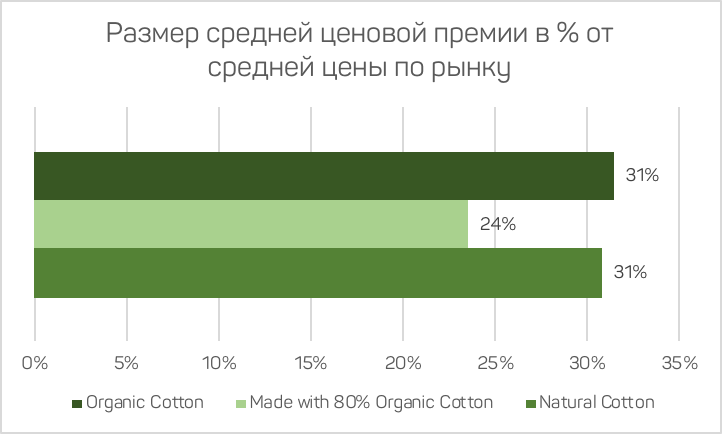 Размер средней ценовой премии в % от
средней цены по рынку
31%
24%
31%
0% 5% 10% 15% 20% 25% 30% 35%
Organic Cotton Made with 80% Organic Cotton Natural Cotton